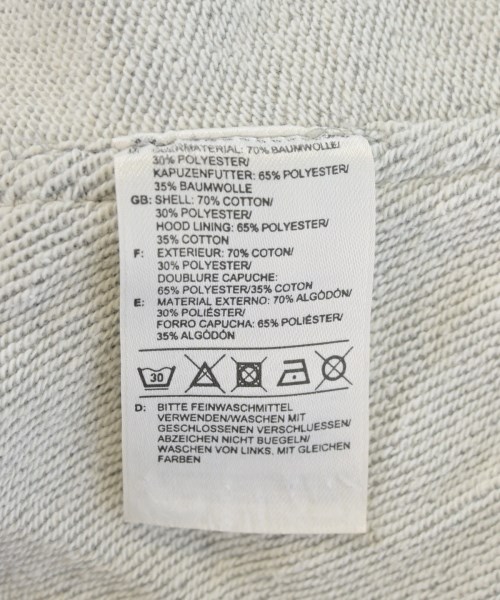 70% BAUMWOLLE/
30% POLYESTER/
KAPUZENFUTTER: 65% POLYESTER/
35% BAUMWOLLE
GB: SHELL: 70% COTTON/
30% POLYESTER/
HOOD LINING: 65% POLYESTER/
35% COTTON
F: EXTERIEUR: 70% COTON/
30% POLYESTER/
DOUBLURE CAPUCHE:
65% POLYESTER/35% COTON
E: MATERIAL EXTERNO: 70% ALGÓDÓN/
30% POLIÉSTER/
FORRO CAPUCHA: 65% POLIÉSTER/
35% ALGÓDÓN
30
D: BITTE FEINWASCHMITTEL
VERWENDEN/WASCHEN MIT
GESCHLOSSENEN VERSCHLUESSEN/
ABZEICHEN NICHT BUEGELN/
WASCHEN VON LINKS. MIT GLEICHEN
FARBEN